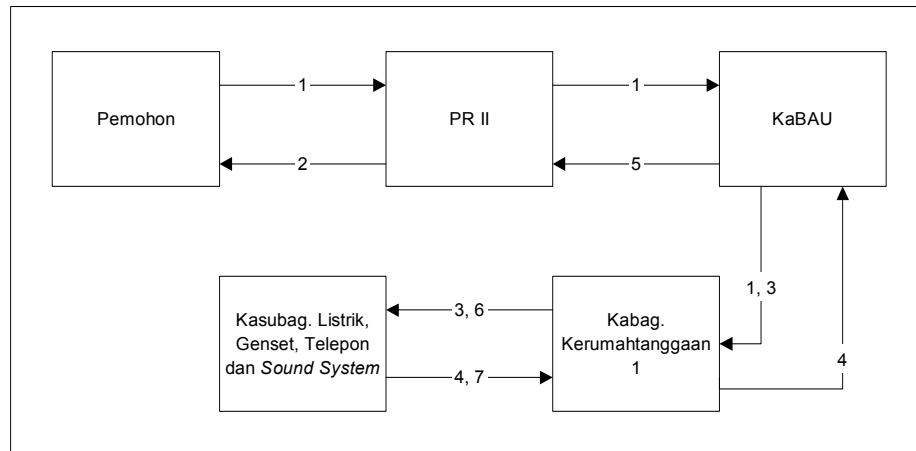 Pemohon
1
2
PR II
1
5
KaBAU
1, 3
4
Kasubag. Listrik,
Genset, Telepon
dan Sound System
3, 6
4, 7
Kabag.
Kerumahtanggaan
1